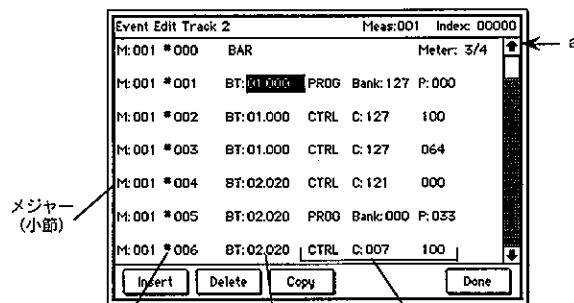 Event Edit Track 2 Meas:001 Index: 00000
M:001 #000 BAR Meter: 3/4
a
M:001 #001 BT:01.000 PROG Bank:127 P:000
M:001 #002 BT:01.000 CTRL C:127 100
M:001 #003 BT:01.000 CTRL C:127 064
M:001 #004 BT:02.020 CTRL C:121 000
メジャー
(小節)
M:001 #005 BT:02.020 PROG Bank:000 P:033
M:001 #006 BT:02.020 CTRL C:007 100
Insert Delete Copy Done